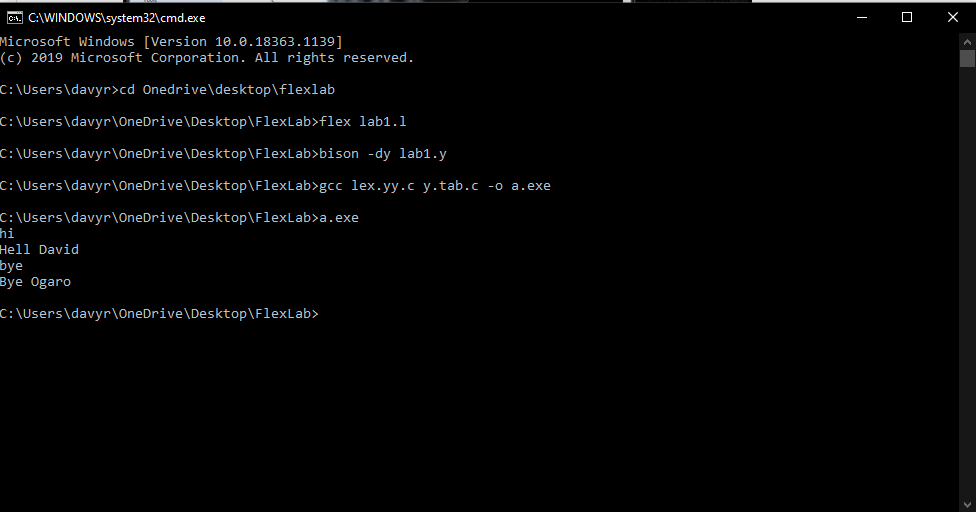 C:\WINDOWS\system32\cmd.exe
Microsoft Windows [Version 10.0.18363.1139]
(c) 2019 Microsoft Corporation. All rights reserved.
C:\Users\davyr>cd Onedrive\desktop\flexlab
C:\Users\davyr\OneDrive\Desktop\FlexLab>flex lab1.l
C:\Users\davyr\OneDrive\Desktop\FlexLab>bison -dy lab1.y
C:\Users\davyr\OneDrive\Desktop\FlexLab>gcc lex.yy.c y.tab.c -o a.exe
C:\Users\davyr\OneDrive\Desktop\FlexLab>a.exe
hi
Hell David
bye
Bye Ogaro
C:\Users\davyr\OneDrive\Desktop\FlexLab>